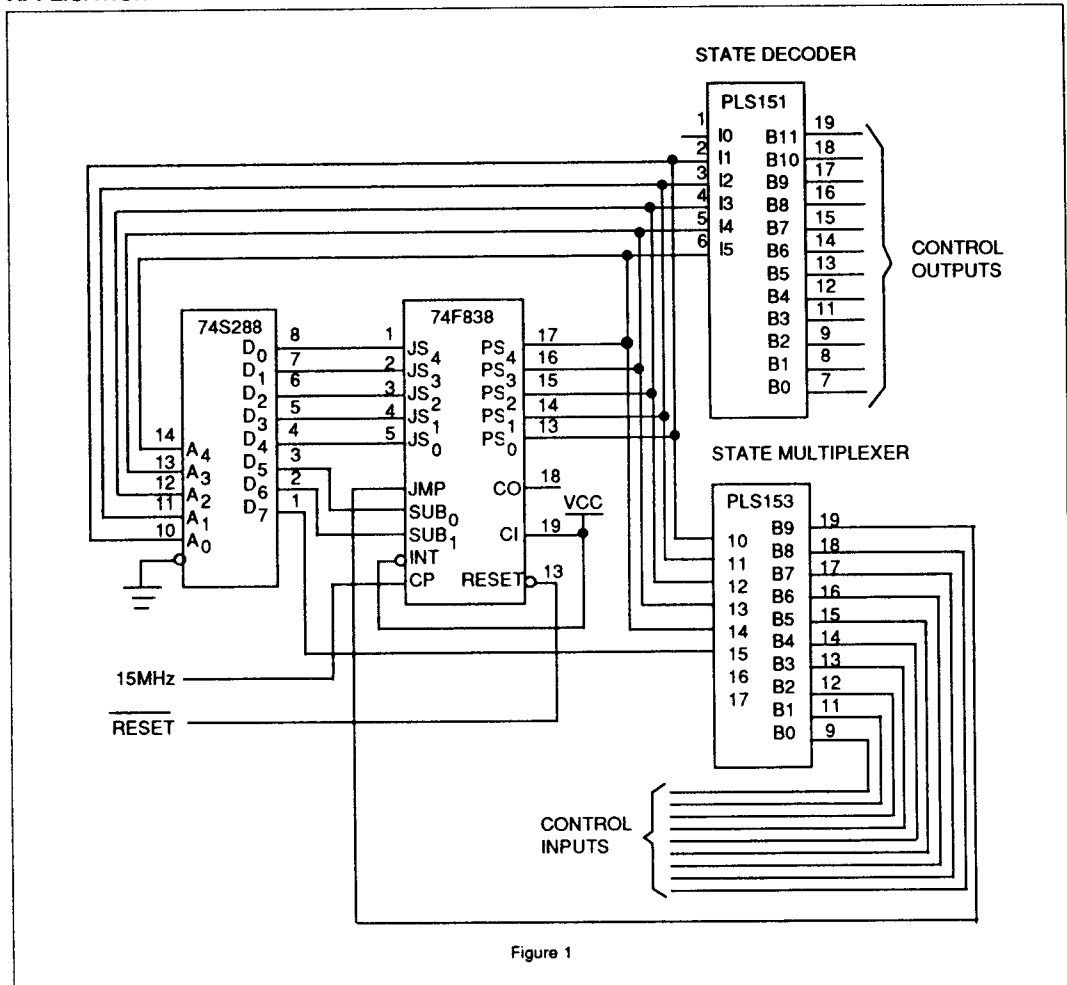 STATE DECODER
PLS151
1 I0 B11 19
2 I1 B10 18
3 I2 B9 17
4 I3 B8 16
5 I4 B7 15
6 I5 B6 14
B5 13
B4 12
B3 11
B2 9
B1 8
B0 7
CONTROL
OUTPUTS
74S288
D0 8
D1 7
D2 6
D3 5
D4 4
D5 3
D6 2
D7 1
14 A4
13 A3
12 A2
11 A1
10 A0
74F838
1 JS4 PS4 17
2 JS3 PS3 16
3 JS2 PS2 15
4 JS1 PS1 14
5 JS0 PS0 13
JMP CO 18
SUB0
SUB1 CI 19
VCC
INT
CP RESET 13
15MHz
RESET
STATE MULTIPLEXER
PLS153
10 B9 19
11 B8 18
12 B7 17
13 B6 16
14 B5 15
15 B4 14
16 B3 13
17 B2 12
B1 11
B0 9
CONTROL
INPUTS
Figure 1